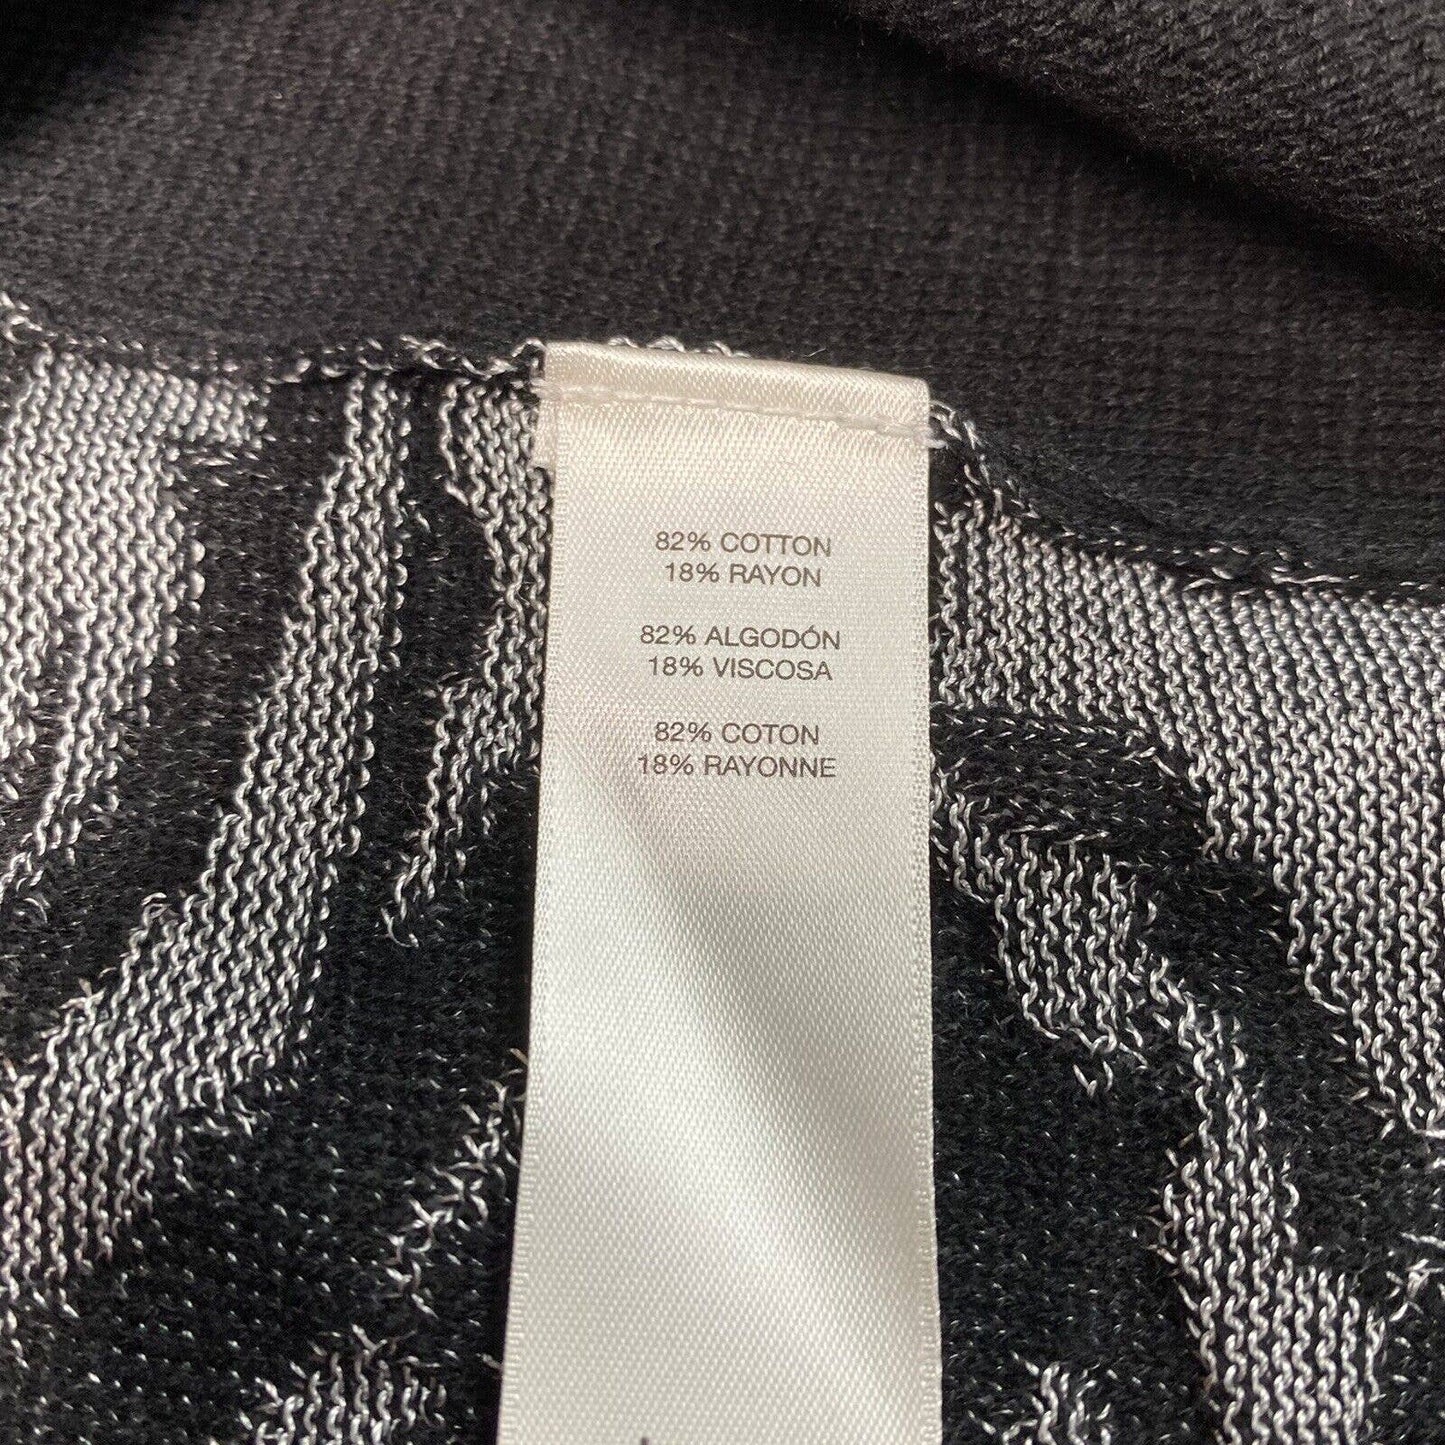 82% COTTON
18% RAYON
82% ALGODÓN
18% VISCOSA
82% COTON
18% RAYONNE